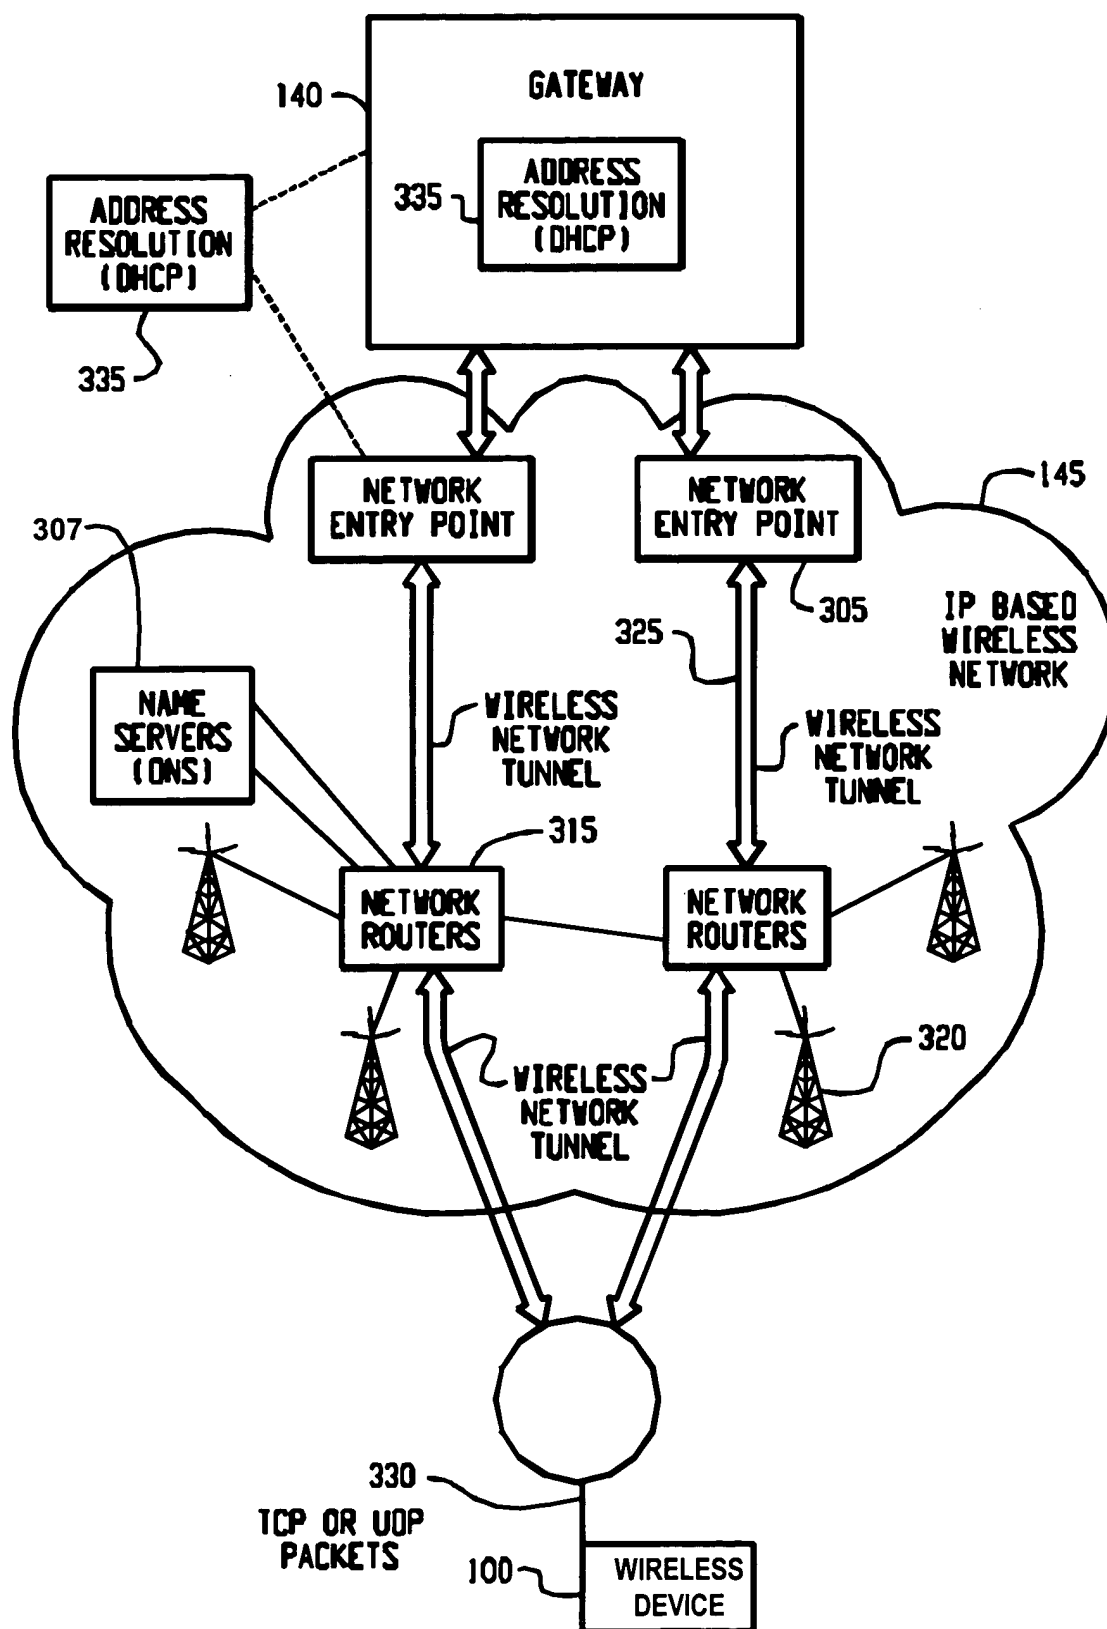 GATEWAY
140
ADDRESS
RESOLUTION
(DHCP)
335
ADDRESS
RESOLUTION
(DHCP)
335
NETWORK
ENTRY POINT
NETWORK
ENTRY POINT
145
307
305
325
IP BASED
WIRELESS
NETWORK
NAME
SERVERS
(DNS)
WIRELESS
NETWORK
TUNNEL
WIRELESS
NETWORK
TUNNEL
315
NETWORK
ROUTERS
NETWORK
ROUTERS
320
WIRELESS
NETWORK
TUNNEL
330
TCP OR UDP
PACKETS
100
WIRELESS
DEVICE